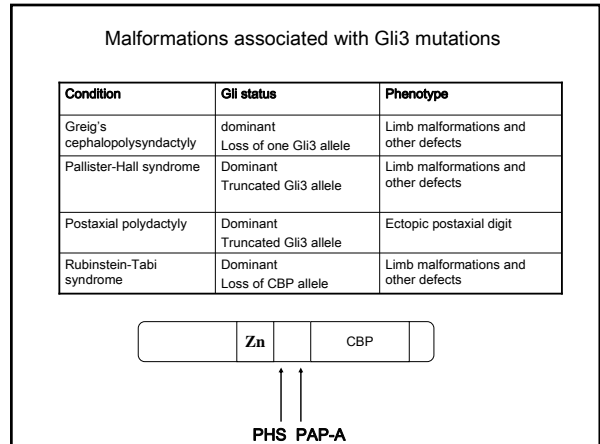 Malformations associated with Gli3 mutations
Condition Gli status Phenotype
Greig's dominant Limb malformations and
cephalopolysyndactyly Loss of one Gli3 allele other defects
Pallister-Hall syndrome Dominant Limb malformations and
Truncated Gli3 allele other defects
Postaxial polydactyly Dominant Ectopic postaxial digit
Truncated Gli3 allele
Rubinstein-Tabi Dominant Limb malformations and
syndrome Loss of CBP allele other defects
Zn CBP
PHS PAP-A